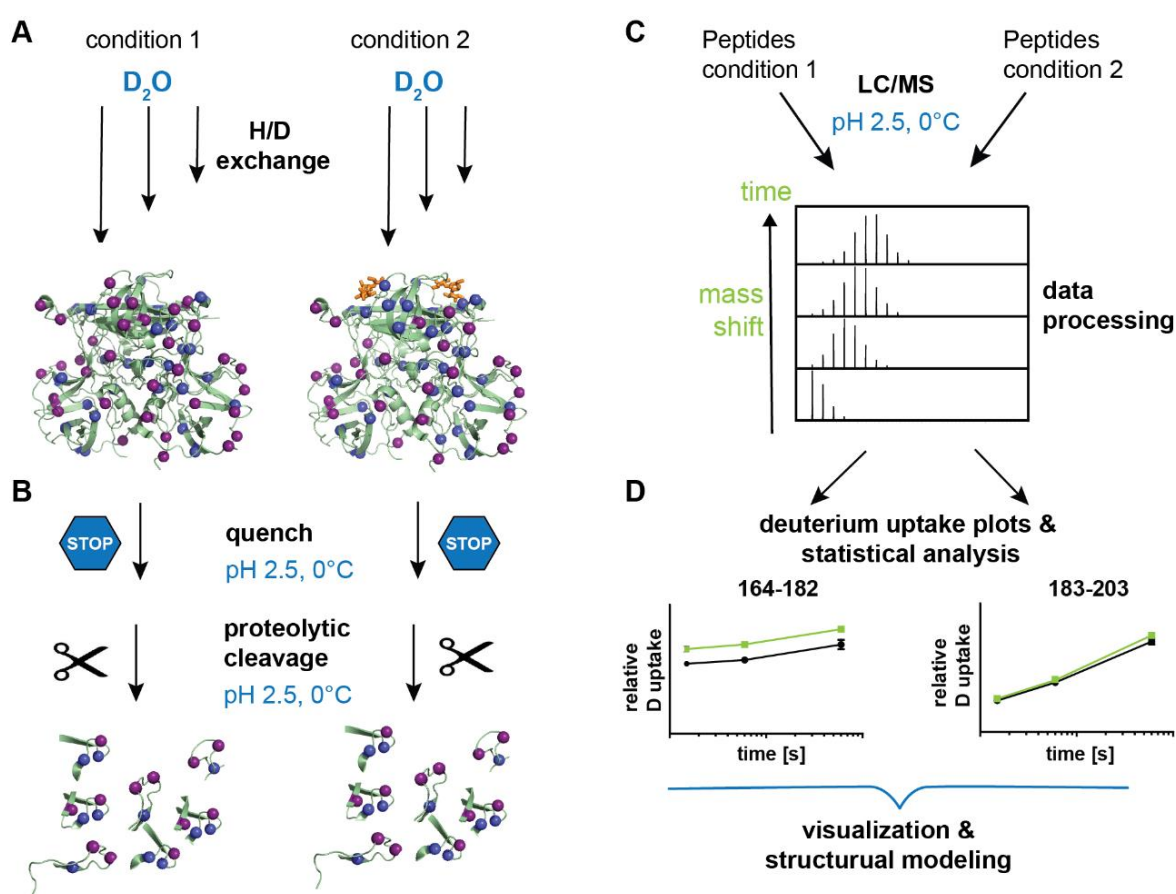 A
condition 1
condition 2
D₂O
D₂O
H/D
exchange
B
STOP
quench
STOP
pH 2.5, 0°C
proteolytic
cleavage
pH 2.5, 0°C
C
Peptides
condition 1
Peptides
condition 2
LC/MS
pH 2.5, 0°C
time
mass
shift
data
processing
D
deuterium uptake plots &
statistical analysis
164-182
183-203
relative
D uptake
relative
D uptake
time [s]
time [s]
visualization &
structurual modeling